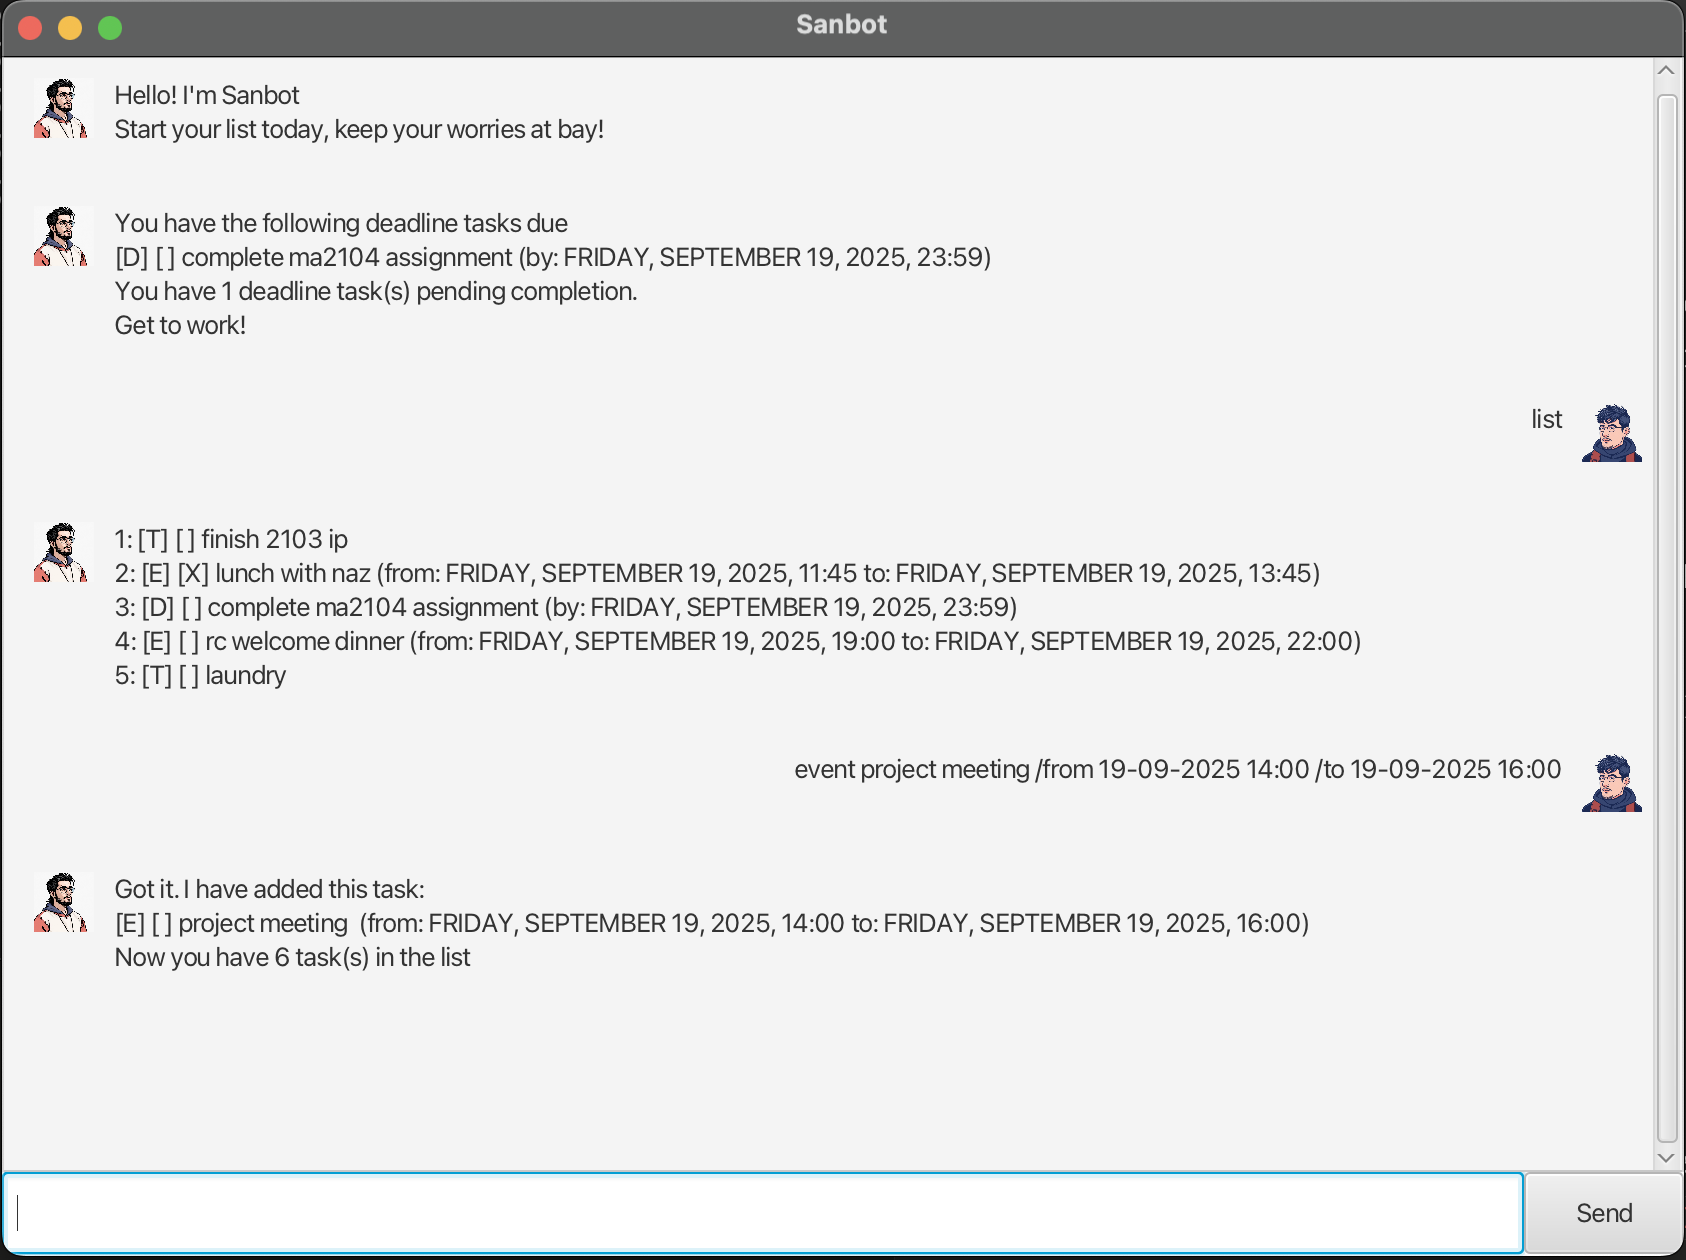 Sanbot
Hello! I'm Sanbot
Start your list today, keep your worries at bay!
You have the following deadline tasks due
[D] [ ] complete ma2104 assignment (by: FRIDAY, SEPTEMBER 19, 2025, 23:59)
You have 1 deadline task(s) pending completion.
Get to work!
list
1: [T] [ ] finish 2103 ip
2: [E] [X] lunch with naz (from: FRIDAY, SEPTEMBER 19, 2025, 11:45 to: FRIDAY, SEPTEMBER 19, 2025, 13:45)
3: [D] [ ] complete ma2104 assignment (by: FRIDAY, SEPTEMBER 19, 2025, 23:59)
4: [E] [ ] rc welcome dinner (from: FRIDAY, SEPTEMBER 19, 2025, 19:00 to: FRIDAY, SEPTEMBER 19, 2025, 22:00)
5: [T] [ ] laundry
event project meeting /from 19-09-2025 14:00 /to 19-09-2025 16:00
Got it. I have added this task:
[E] [ ] project meeting  (from: FRIDAY, SEPTEMBER 19, 2025, 14:00 to: FRIDAY, SEPTEMBER 19, 2025, 16:00)
Now you have 6 task(s) in the list
Send